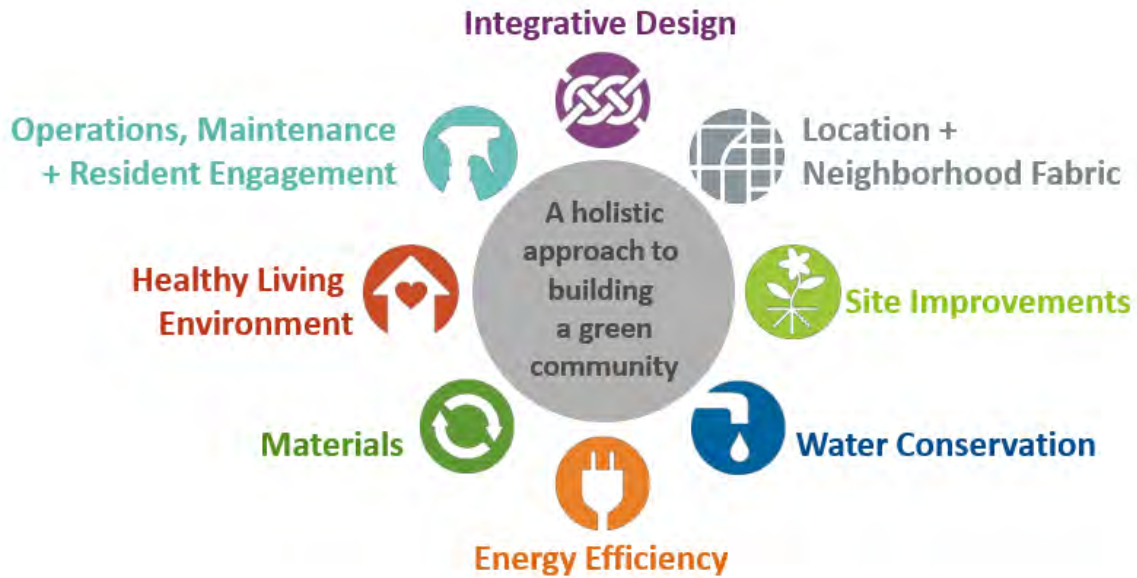 Integrative Design
Location +
Neighborhood Fabric
Site Improvements
Water Conservation
Energy Efficiency
Materials
Healthy Living
Environment
Operations, Maintenance
+ Resident Engagement
A holistic
approach to
building
a green
community